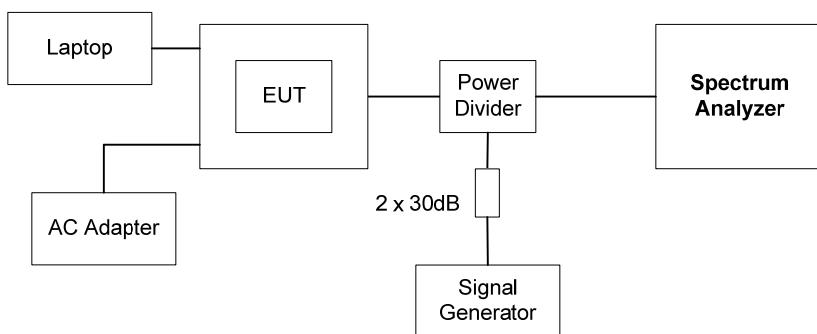 Laptop
EUT
Power
Divider
Spectrum
Analyzer
AC Adapter
2 x 30dB
Signal
Generator